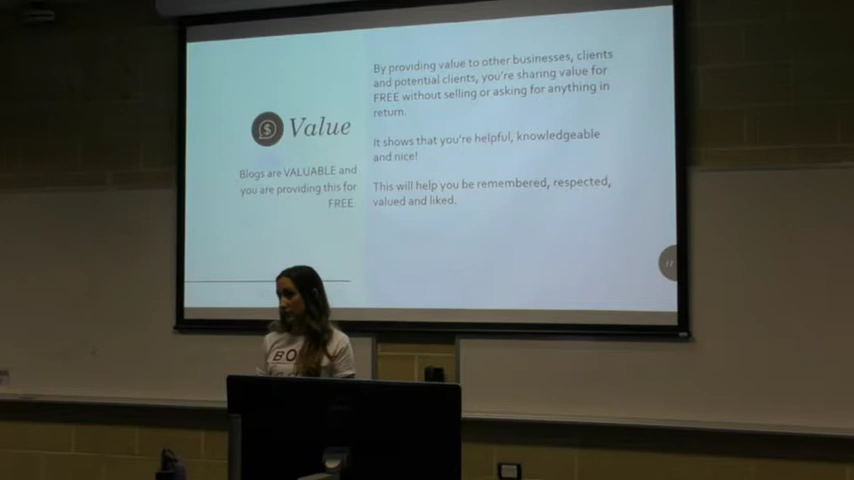 Value
Blogs are VALUABLE and
you are providing this for
FREE.
By providing value to other businesses, clients
and potential clients, you're sharing value for
FREE without selling or asking for anything in
return.
It shows that you're helpful, knowledgeable
and nice!
This will help you be remembered, respected,
valued and liked.